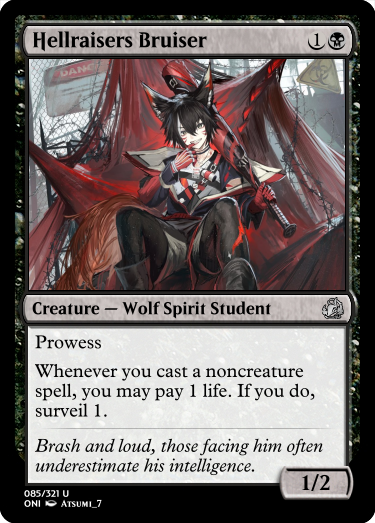 Hellraisers Bruiser 1
DANGER
Creature — Wolf Spirit Student
Prowess
Whenever you cast a noncreature
spell, you may pay 1 life. If you do,
surveil 1.
Brash and loud, those facing him often
underestimate his intelligence.
1/2
085/321 U
ONI Atsumi_7